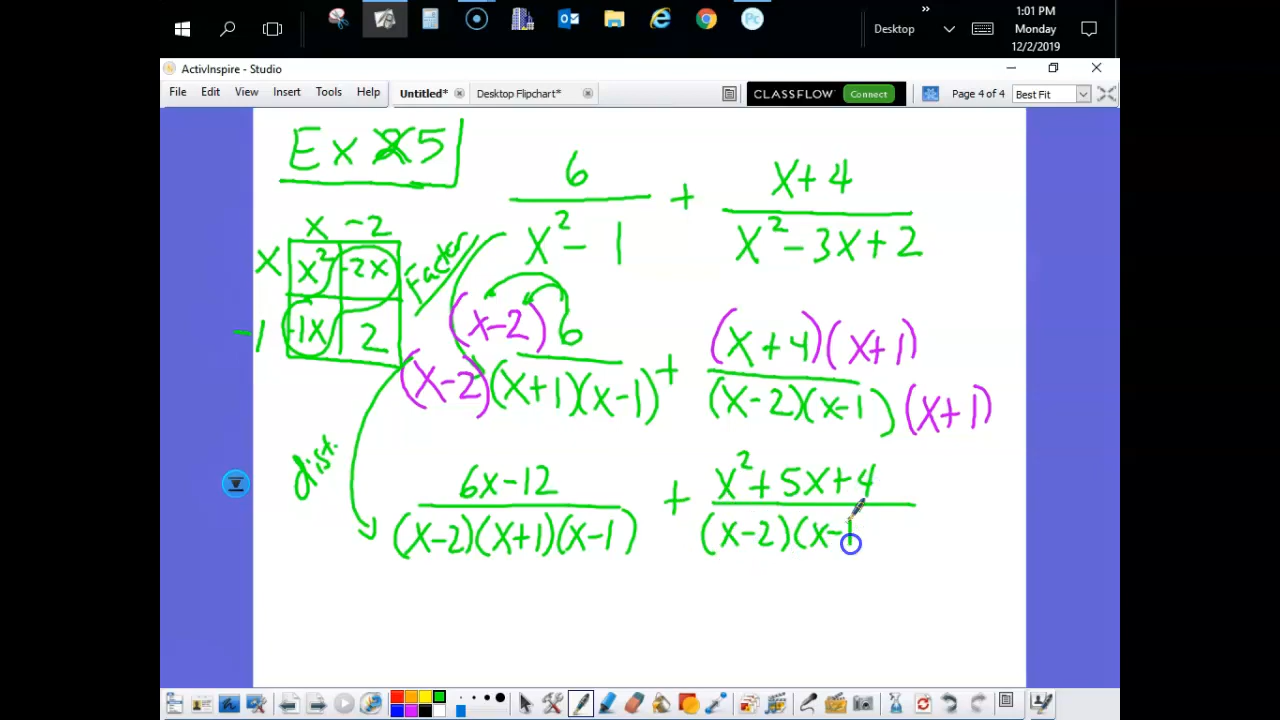 1:01 PM
Desktop
»
Monday
12/2/2019
ActivInspire - Studio
File Edit View Insert Tools Help Untitled* Desktop Flipchart* CLASSFLOW Connect Page 4 of 4 Best Fit
Ex 5
6 / x² - 1 + x + 4 / x² - 3x + 2
x -2
x x² -2x
-1 -1x 2
Factor
(x-2) 6 / (x-2)(x+1)(x-1) + (x+4)(x+1) / (x-2)(x-1)(x+1)
dist.
6x-12 / (x-2)(x+1)(x-1) + x²+5x+4 / (x-2)(x-1